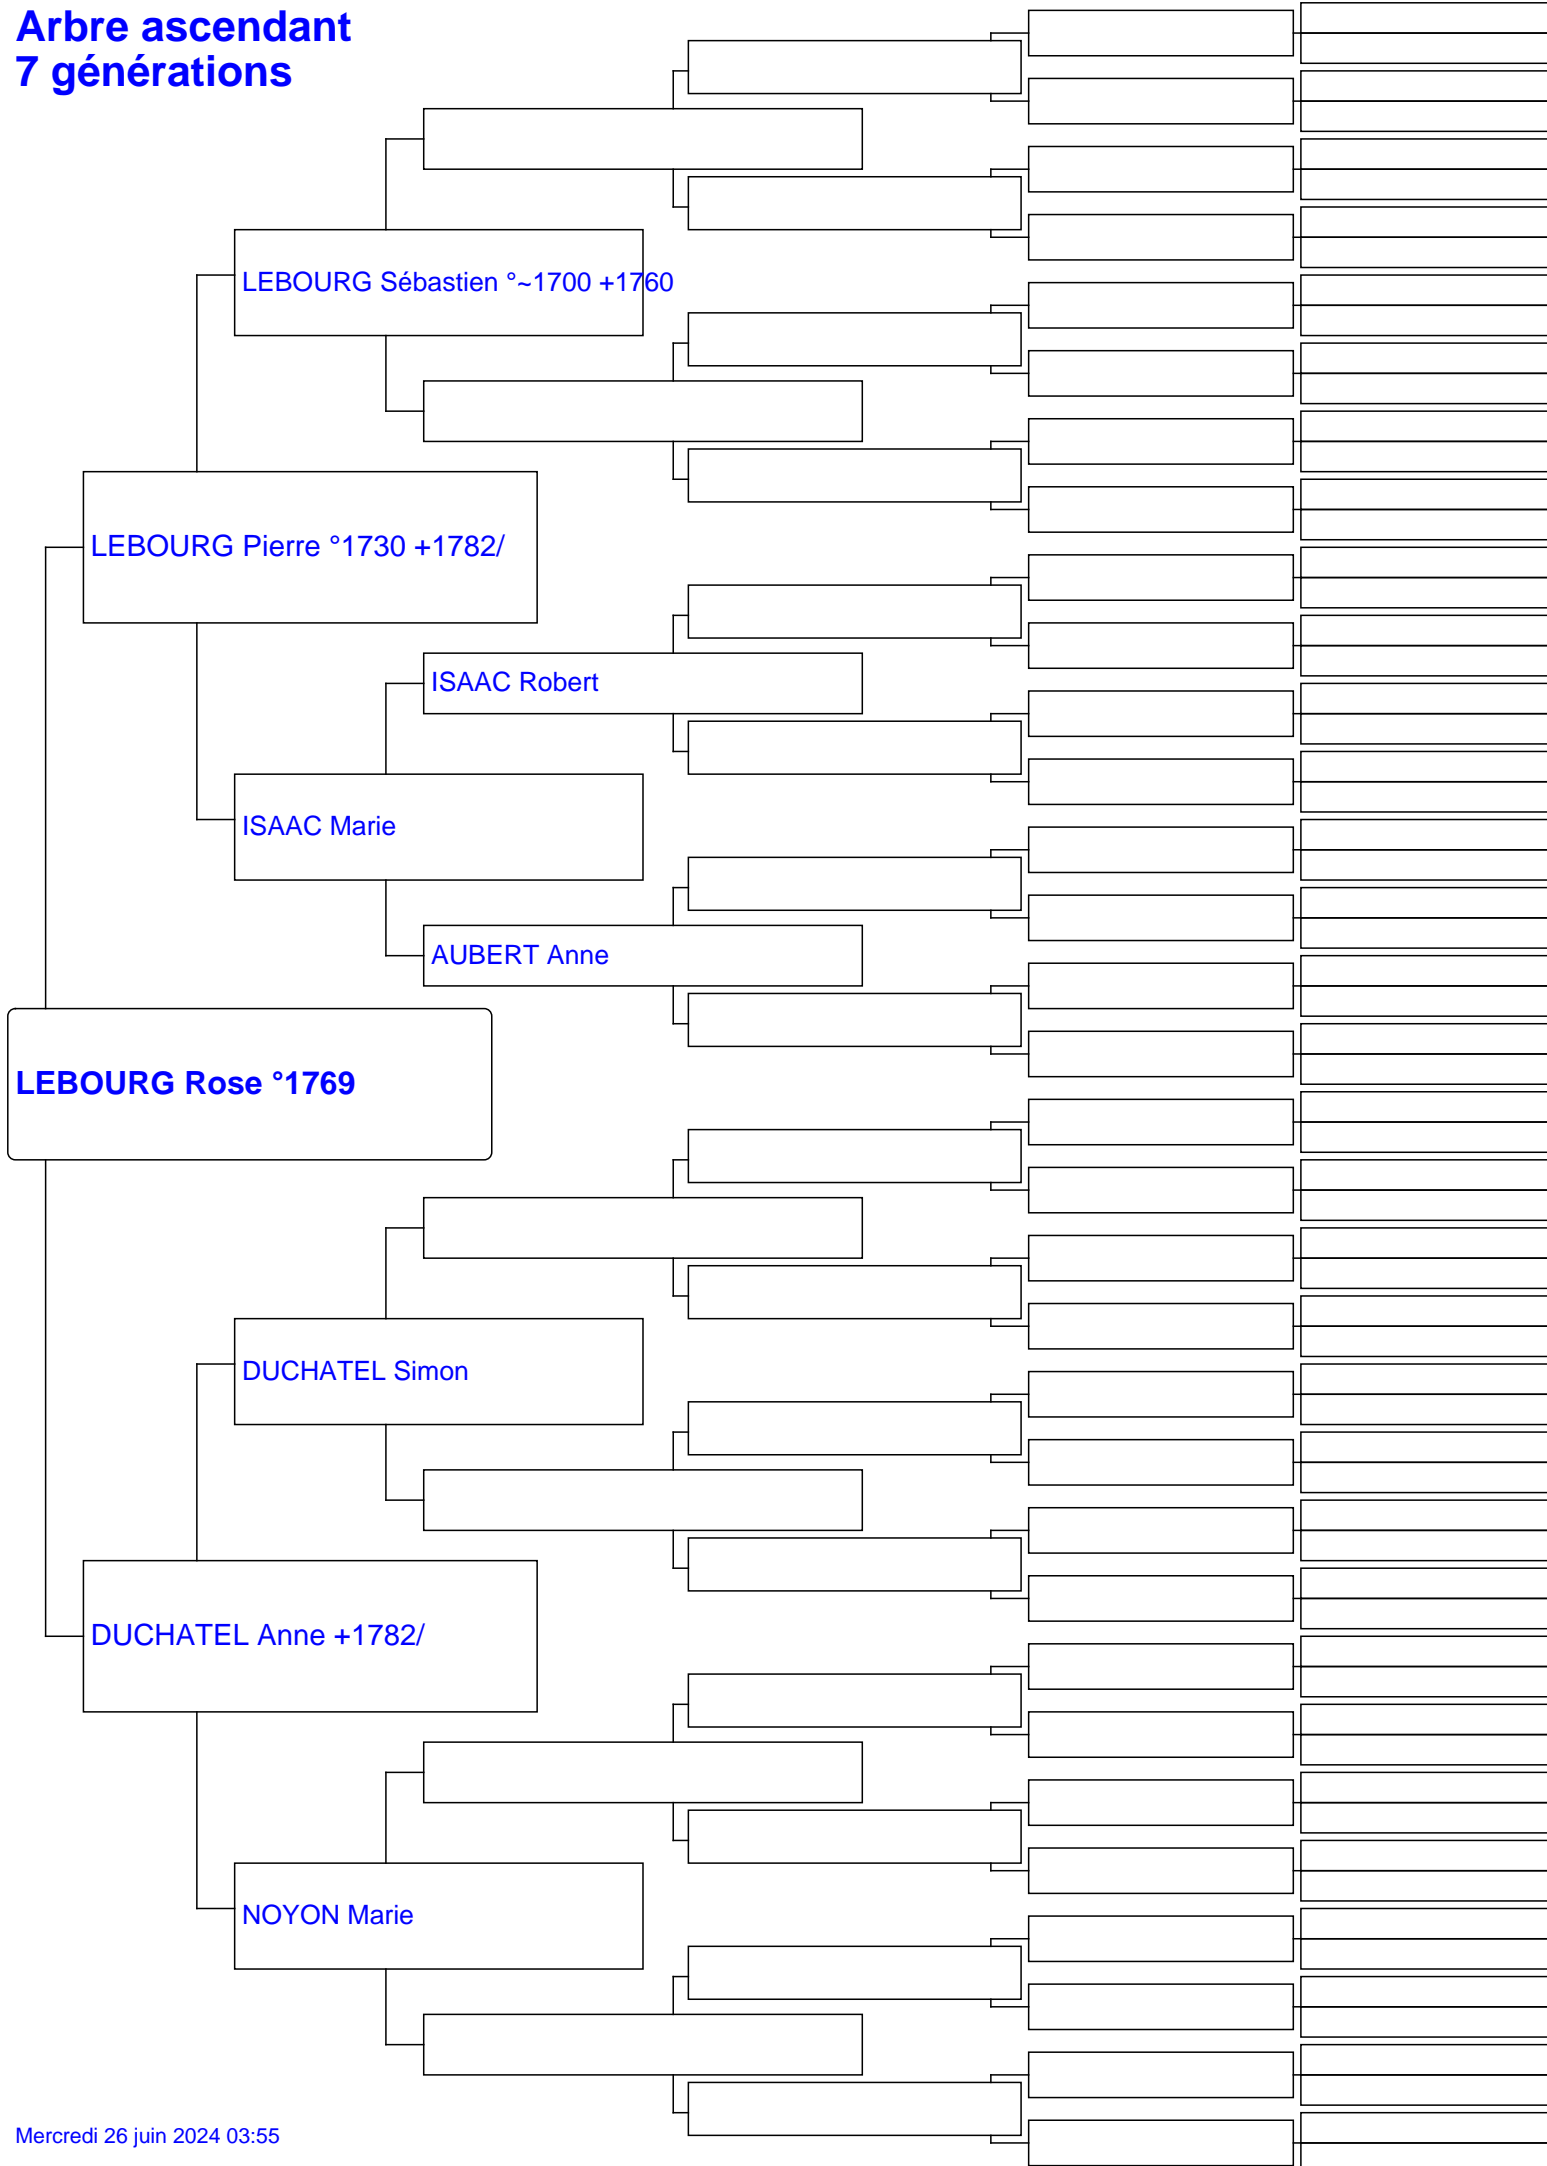 Arbre ascendant
7 générations
LEBOURG Sébastien °~1700 +1760
LEBOURG Pierre °1730 +1782/
ISAAC Robert
ISAAC Marie
AUBERT Anne
LEBOURG Rose °1769
DUCHATEL Simon
DUCHATEL Anne +1782/
NOYON Marie
Mercredi 26 juin 2024 03:55